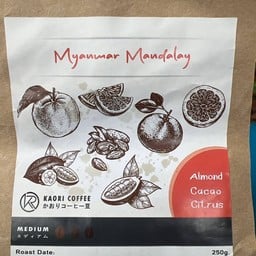 Myanmar Mandalay
Almond
Cacao
Citrus
KAORI COFFEE
かおりコーヒー豆
MEDIUM
ミディアム
Roast Date:
250g.